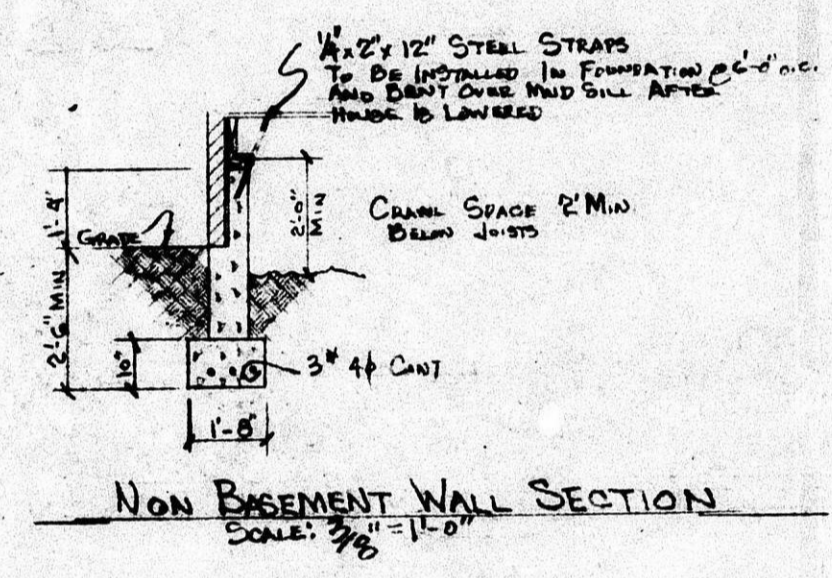 1/4" x 2" x 12" STEEL STRAPS
TO BE INSTALLED IN FOUNDATION @ 6'-0" o.c.
AND BENT OVER MUD SILL AFTER
HOUSE IS LOWERED
1'-4"
GRADE
2'-0"
MIN
CRAWL SPACE 2' MIN.
BELOW JOISTS
2'-6" MIN
10"
3 # 4ϕ CONT
1'-8"
NON BASEMENT WALL SECTION
SCALE: 3/8" = 1'-0"